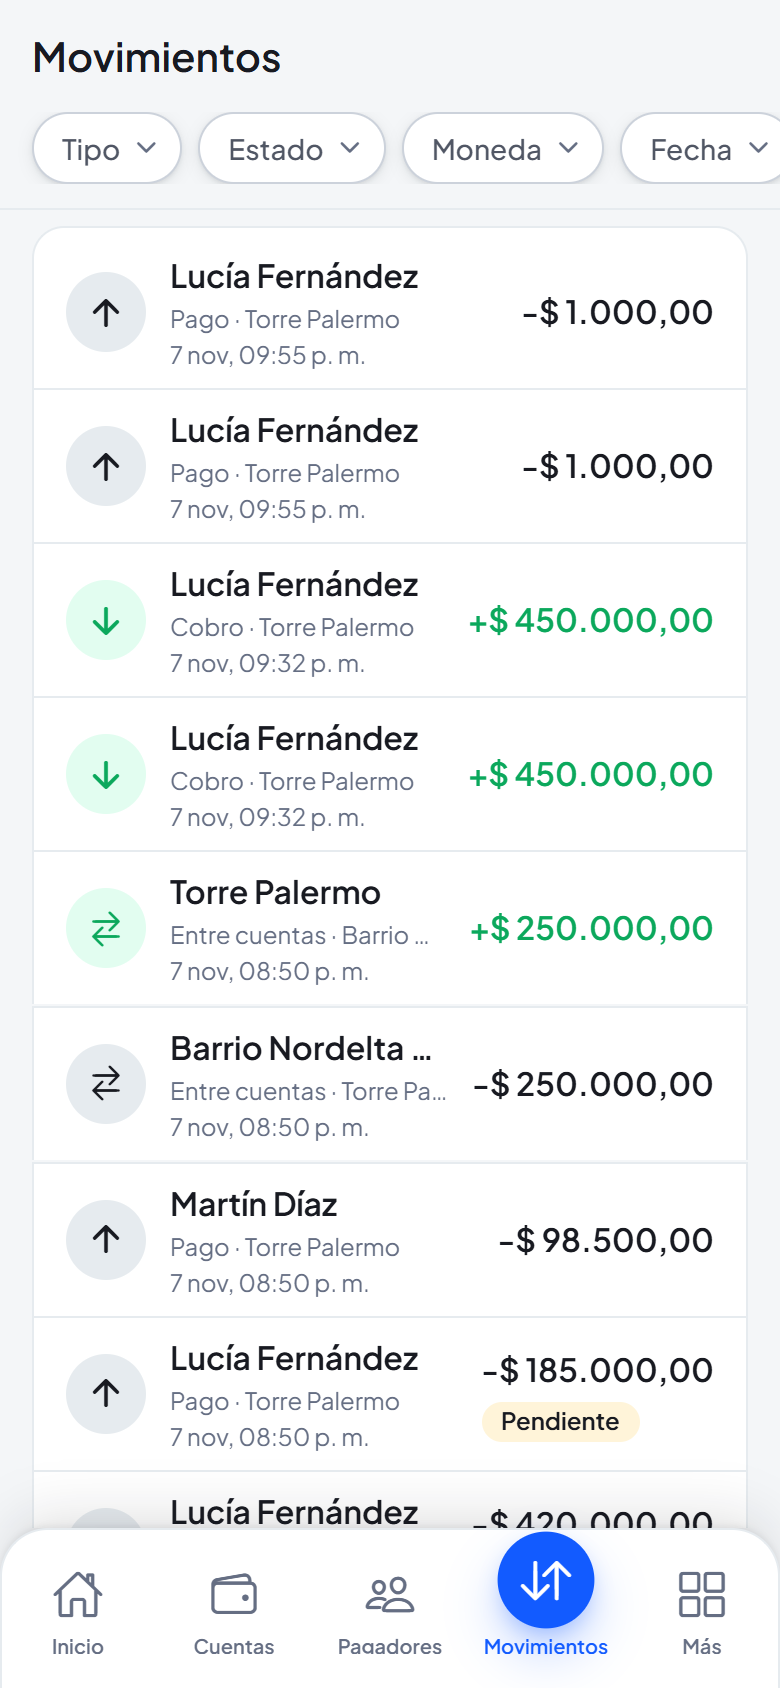 Movimientos
Tipo
Estado
Moneda
Fecha
Lucía Fernández
Pago · Torre Palermo
7 nov, 09:55 p. m.
-$ 1.000,00
Lucía Fernández
Pago · Torre Palermo
7 nov, 09:55 p. m.
-$ 1.000,00
Lucía Fernández
Cobro · Torre Palermo
7 nov, 09:32 p. m.
+$ 450.000,00
Lucía Fernández
Cobro · Torre Palermo
7 nov, 09:32 p. m.
+$ 450.000,00
Torre Palermo
Entre cuentas · Barrio ...
7 nov, 08:50 p. m.
+$ 250.000,00
Barrio Nordelta ...
Entre cuentas · Torre Pa...
7 nov, 08:50 p. m.
-$ 250.000,00
Martín Díaz
Pago · Torre Palermo
7 nov, 08:50 p. m.
-$ 98.500,00
Lucía Fernández
Pago · Torre Palermo
7 nov, 08:50 p. m.
-$ 185.000,00
Pendiente
Lucía Fernández
-$ 420.000,00
Inicio
Cuentas
Pagadores
Movimientos
Más